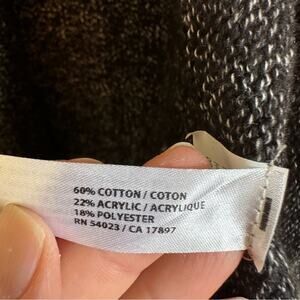 60% COTTON / COTON
22% ACRYLIC / ACRYLIQUE
18% POLYESTER
RN 54023 / CA 17897